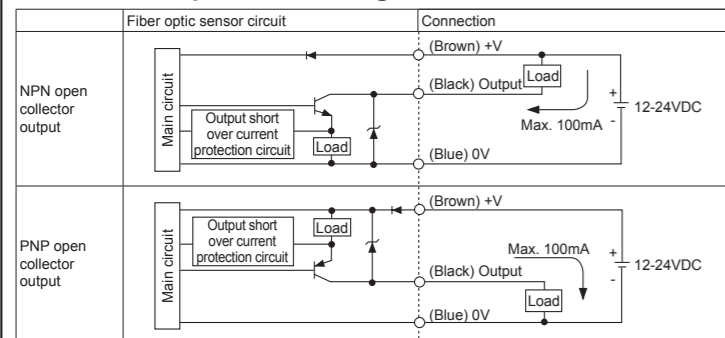 Fiber optic sensor circuit
Connection
NPN open
collector
output
Main circuit
Output short
over current
protection circuit
Load
(Brown) +V
(Black) Output
Load
Max. 100mA
+
-
12-24VDC
(Blue) 0V
PNP open
collector
output
Main circuit
Output short
over current
protection circuit
Load
(Brown) +V
Max. 100mA
+
-
12-24VDC
(Black) Output
Load
(Blue) 0V